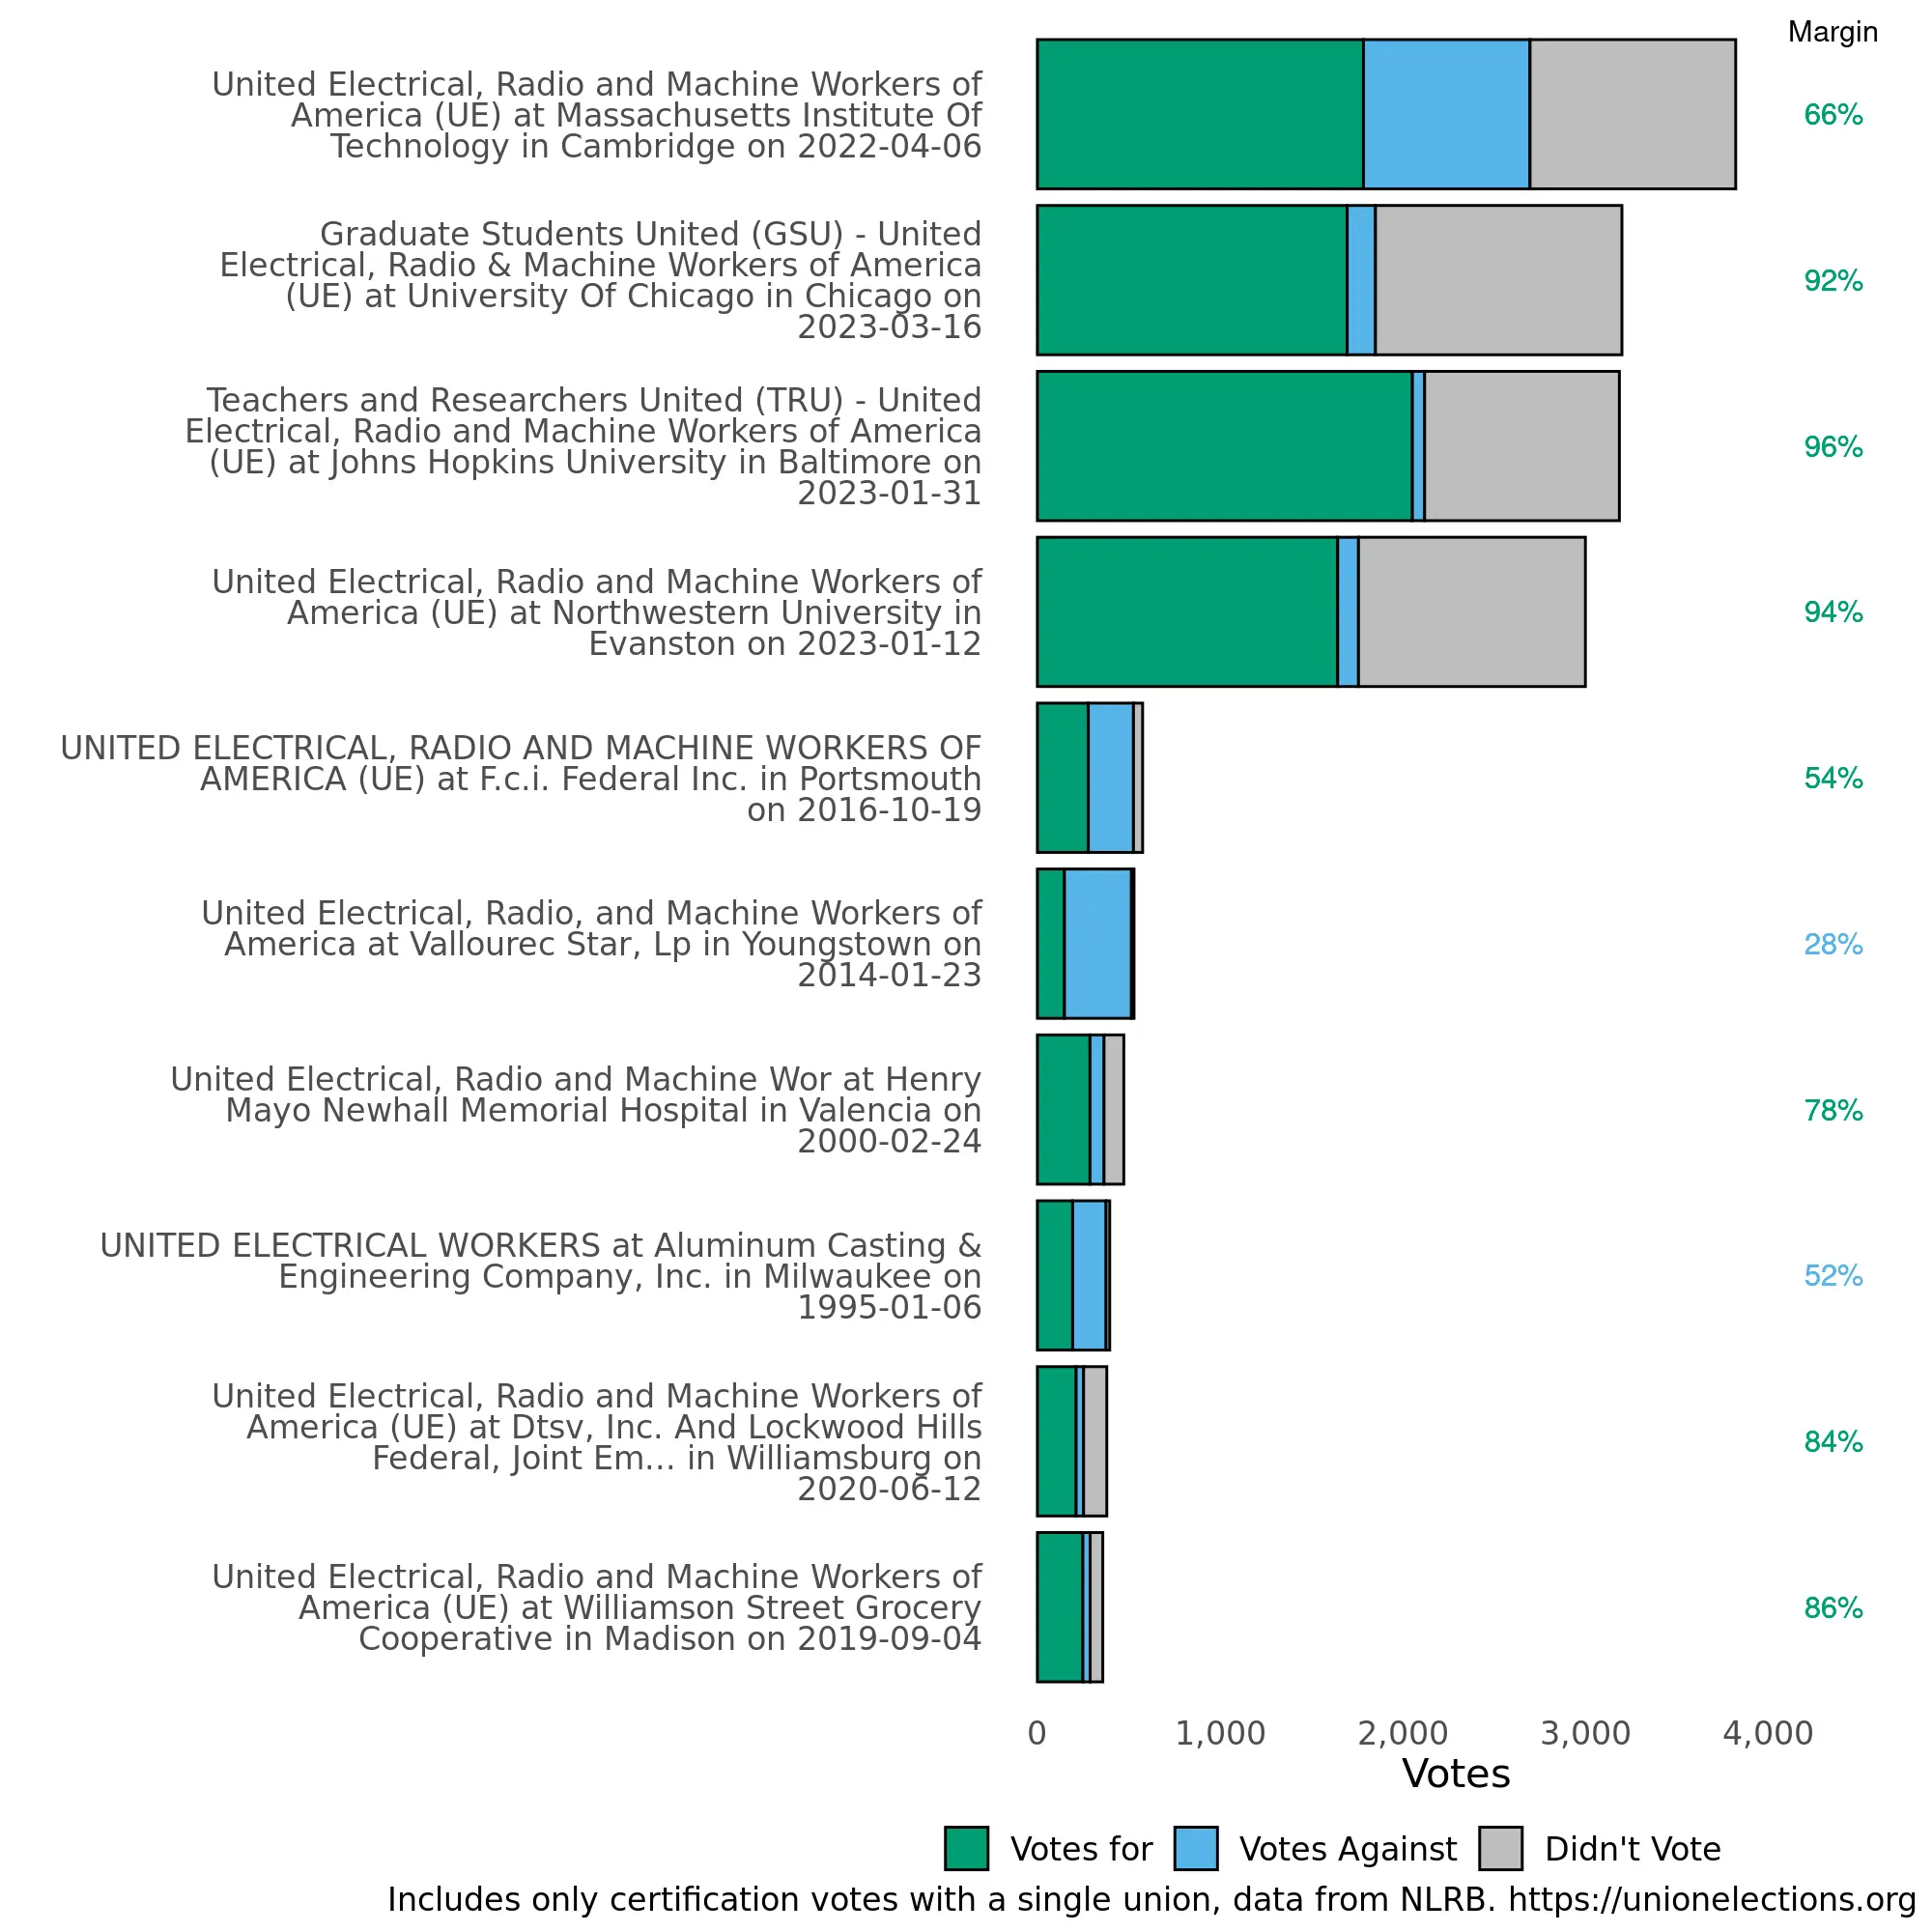 Margin
United Electrical, Radio and Machine Workers of
America (UE) at Massachusetts Institute Of
Technology in Cambridge on 2022-04-06
66%
Graduate Students United (GSU) - United
Electrical, Radio & Machine Workers of America
(UE) at University Of Chicago in Chicago on
2023-03-16
92%
Teachers and Researchers United (TRU) - United
Electrical, Radio and Machine Workers of America
(UE) at Johns Hopkins University in Baltimore on
2023-01-31
96%
United Electrical, Radio and Machine Workers of
America (UE) at Northwestern University in
Evanston on 2023-01-12
94%
UNITED ELECTRICAL, RADIO AND MACHINE WORKERS OF
AMERICA (UE) at F.c.i. Federal Inc. in Portsmouth
on 2016-10-19
54%
United Electrical, Radio, and Machine Workers of
America at Vallourec Star, Lp in Youngstown on
2014-01-23
28%
United Electrical, Radio and Machine Wor at Henry
Mayo Newhall Memorial Hospital in Valencia on
2000-02-24
78%
UNITED ELECTRICAL WORKERS at Aluminum Casting &
Engineering Company, Inc. in Milwaukee on
1995-01-06
52%
United Electrical, Radio and Machine Workers of
America (UE) at Dtsv, Inc. And Lockwood Hills
Federal, Joint Em... in Williamsburg on
2020-06-12
84%
United Electrical, Radio and Machine Workers of
America (UE) at Williamson Street Grocery
Cooperative in Madison on 2019-09-04
86%
0 1,000 2,000 3,000 4,000
Votes
Votes for Votes Against Didn't Vote
Includes only certification votes with a single union, data from NLRB. https://unionelections.org